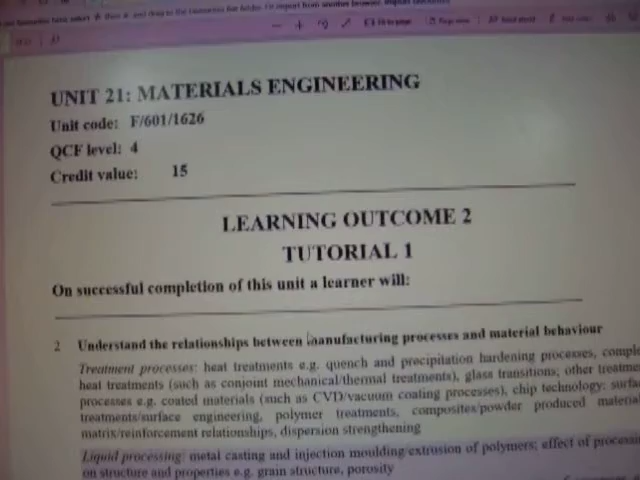 UNIT 21: MATERIALS ENGINEERING
Unit code: F/601/1626
QCF level: 4
Credit value: 15
LEARNING OUTCOME 2
TUTORIAL 1
On successful completion of this unit a learner will:
2 Understand the relationships between manufacturing processes and material behaviour
Treatment processes: heat treatments e.g. quench and precipitation hardening processes, comple
heat treatments (such as conjoint mechanical/thermal treatments), glass transitions; other treatme
processes e.g. coated materials (such as CVD/vacuum coating processes), chip technology: surfa
treatments/surface engineering, polymer treatments, composites/powder produced material
matrix/reinforcement relationships, dispersion strengthening
Liquid processing: metal casting and injection moulding/extrusion of polymers; effect of processi
on structure and properties e.g. grain structure, porosity